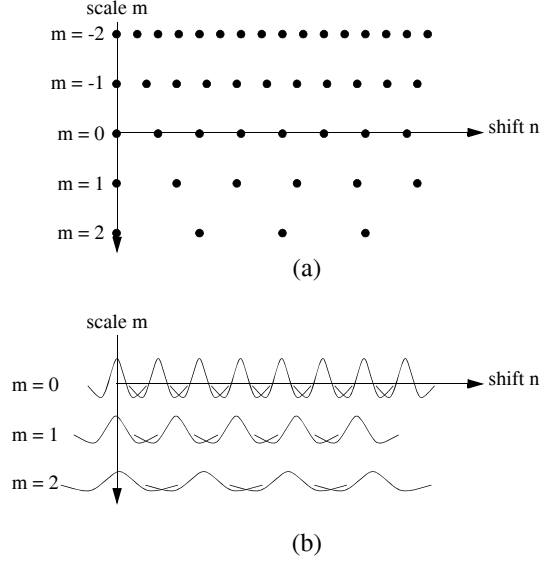 scale m
m = -2
m = -1
m = 0
shift n
m = 1
m = 2
(a)
scale m
m = 0
shift n
m = 1
m = 2
(b)